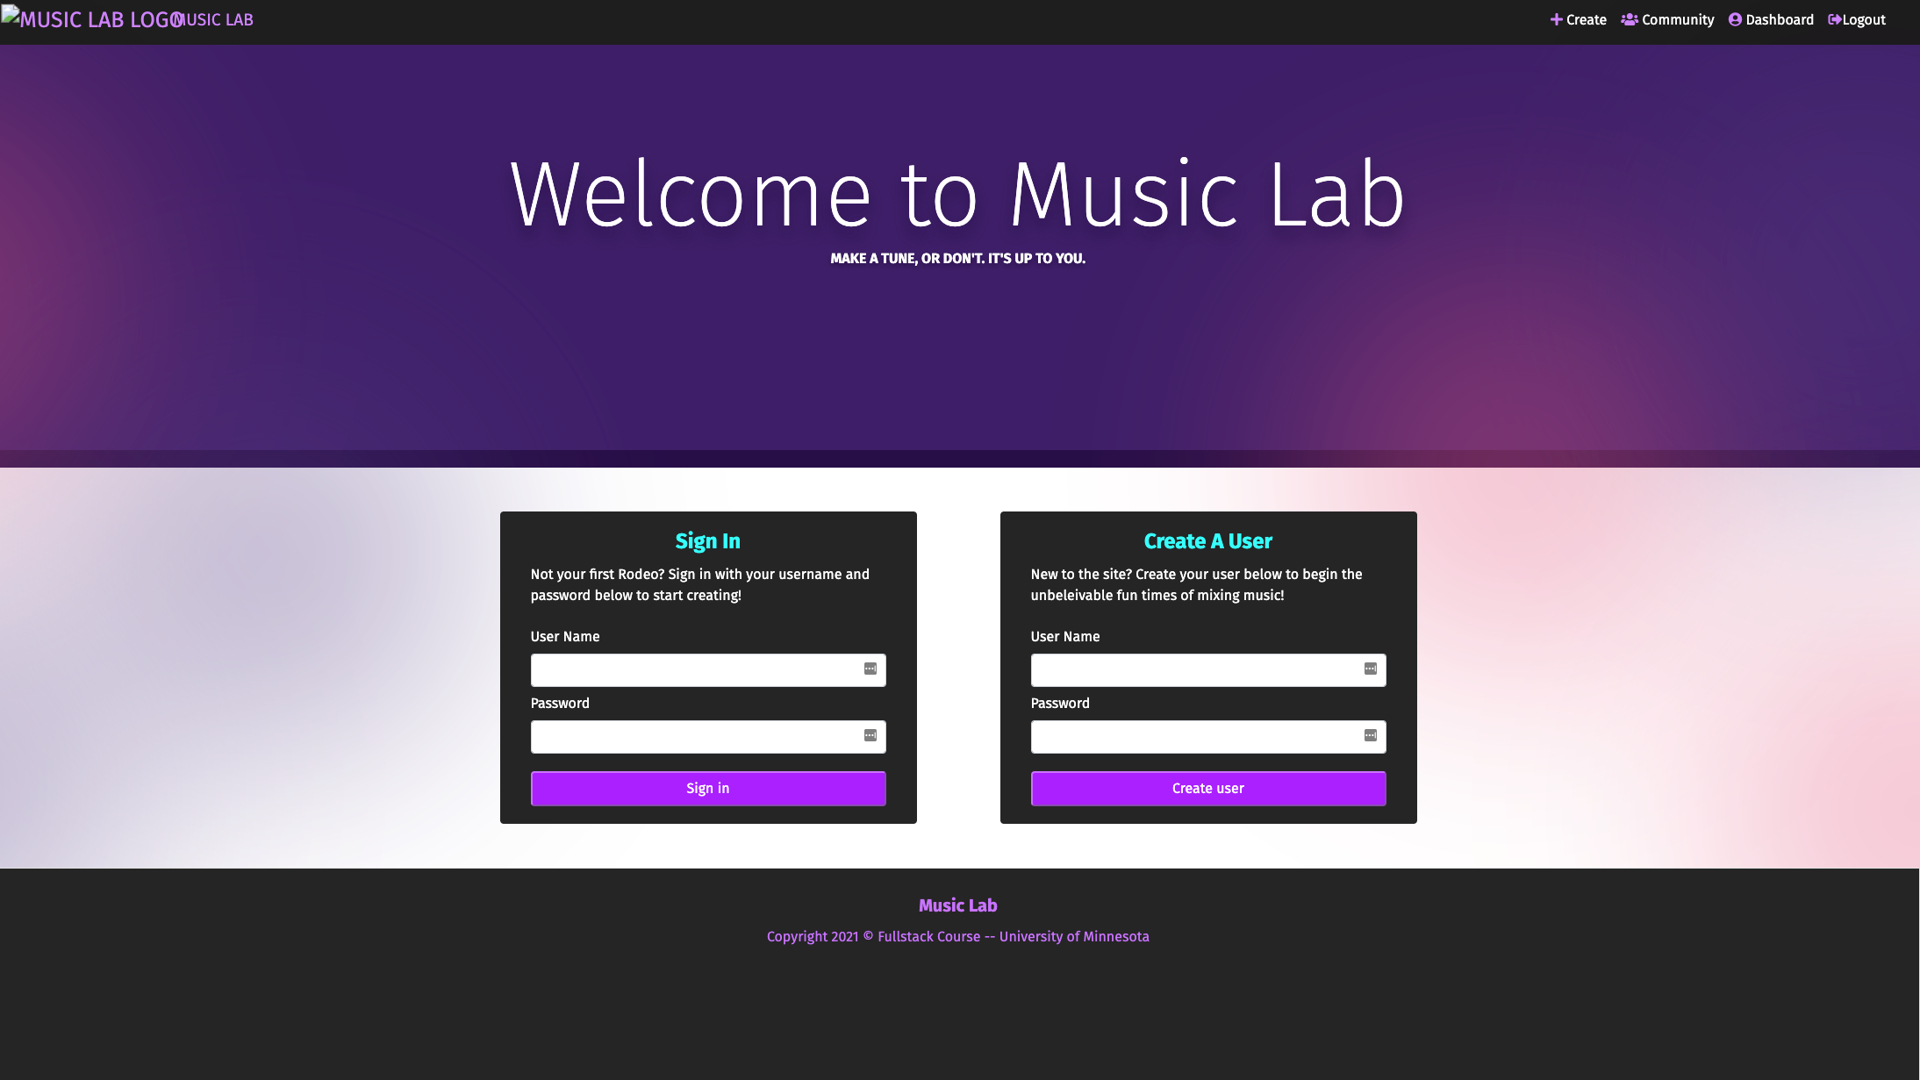 MUSIC LAB LOGO MUSIC LAB
Create Community Dashboard Logout
Welcome to Music Lab
MAKE A TUNE, OR DON'T. IT'S UP TO YOU.
Sign In
Not your first Rodeo? Sign in with your username and
password below to start creating!
User Name
Password
Sign in
Create A User
New to the site? Create your user below to begin the
unbeleivable fun times of mixing music!
User Name
Password
Create user
Music Lab
Copyright 2021 © Fullstack Course -- University of Minnesota